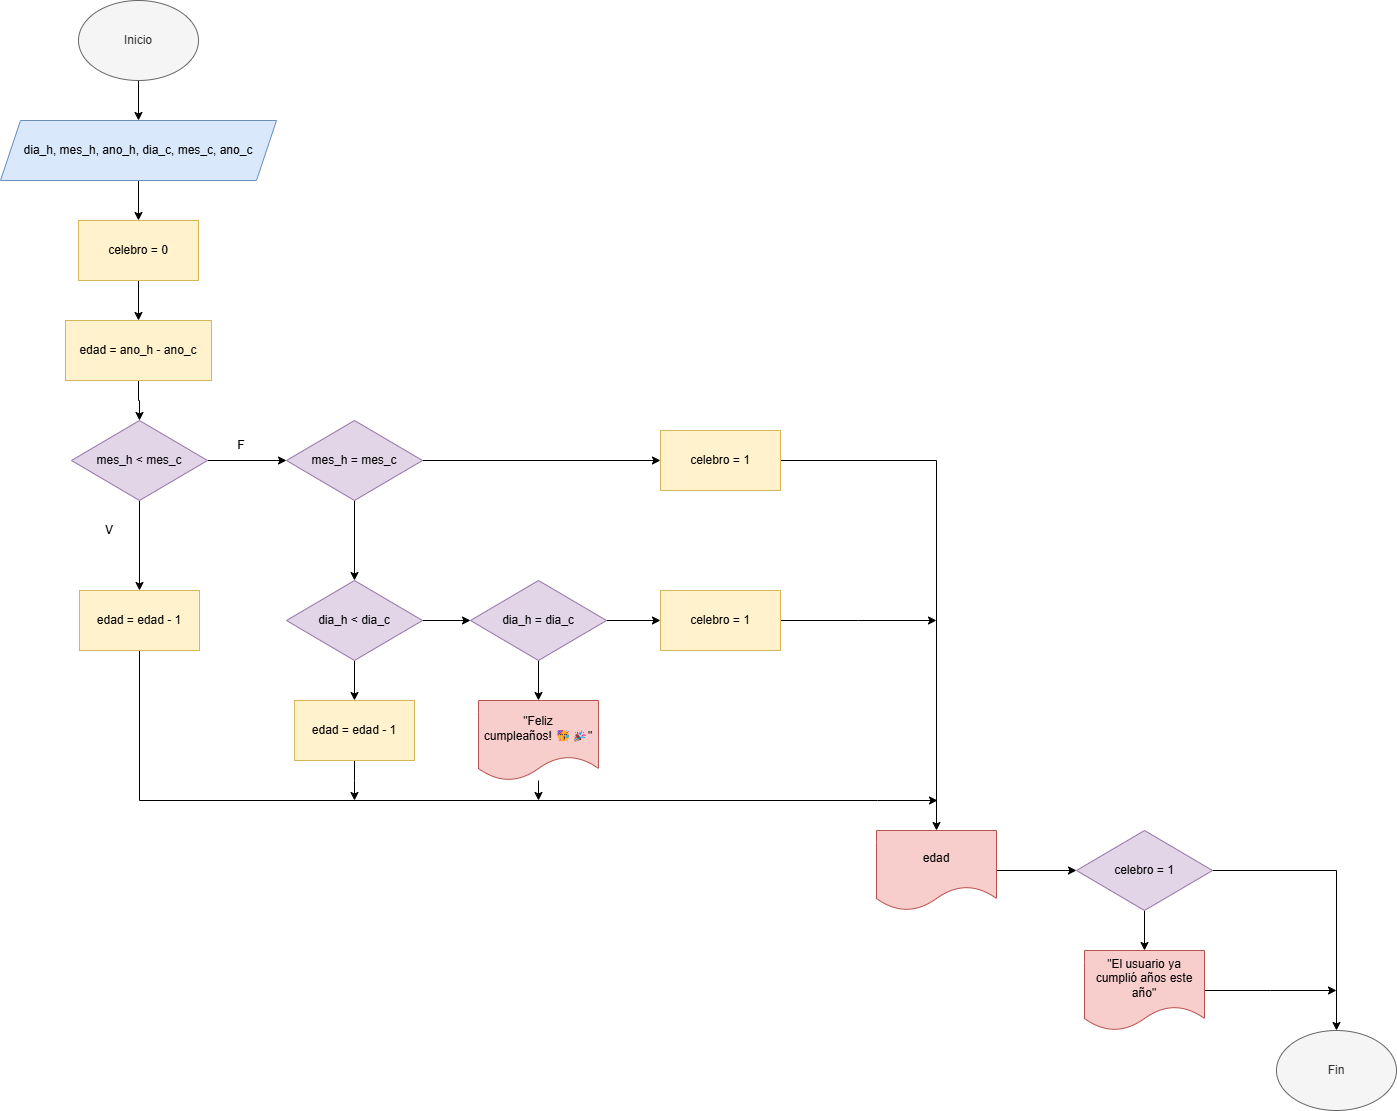 Inicio
dia_h, mes_h, ano_h, dia_c, mes_c, ano_c
celebro = 0
edad = ano_h - ano_c
mes_h < mes_c
F
mes_h = mes_c
celebro = 1
V
edad = edad - 1
dia_h < dia_c
dia_h = dia_c
celebro = 1
edad = edad - 1
"Feliz
cumpleaños! 🎁🎉"
edad
celebro = 1
"El usuario ya
cumplió años este
año"
Fin